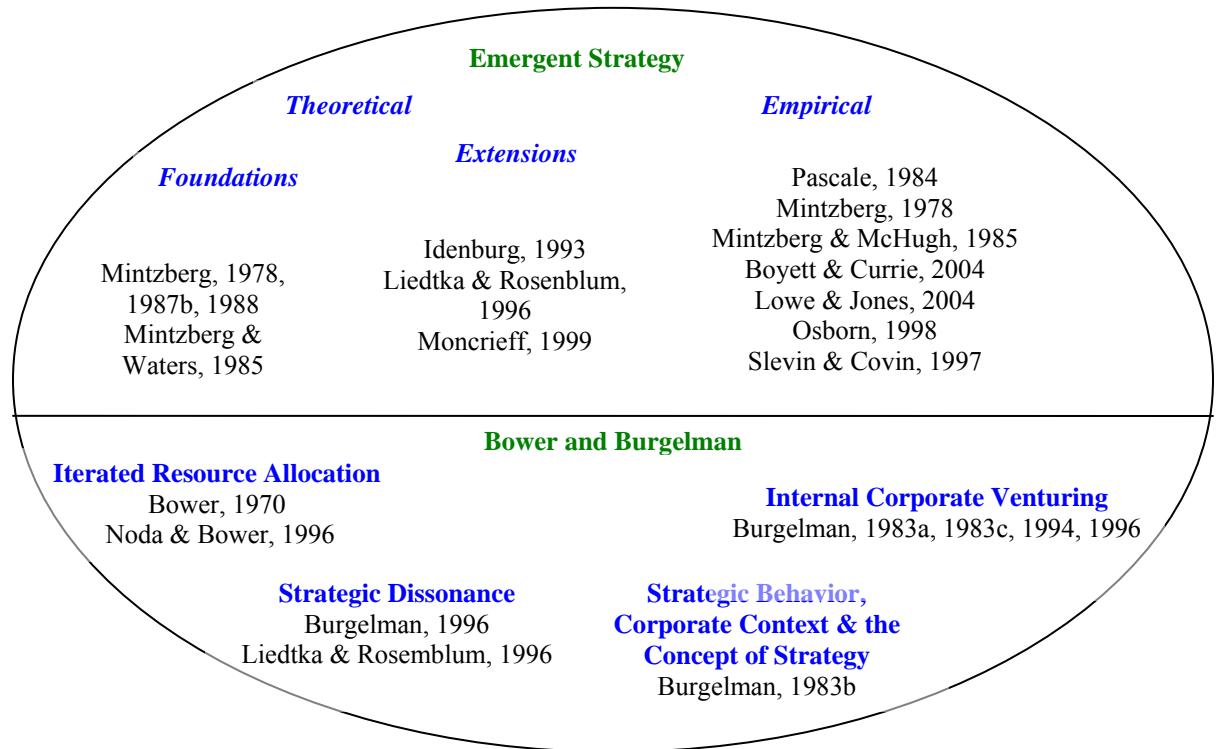 Emergent Strategy
Theoretical
Empirical
Extensions
Foundations
Mintzberg, 1978,
1987b, 1988
Mintzberg &
Waters, 1985
Idenburg, 1993
Liedtka & Rosenblum,
1996
Moncrieff, 1999
Pascale, 1984
Mintzberg, 1978
Mintzberg & McHugh, 1985
Boyett & Currie, 2004
Lowe & Jones, 2004
Osborn, 1998
Slevin & Covin, 1997
Bower and Burgelman
Iterated Resource Allocation
Bower, 1970
Noda & Bower, 1996
Internal Corporate Venturing
Burgelman, 1983a, 1983c, 1994, 1996
Strategic Dissonance
Burgelman, 1996
Liedtka & Rosemblum, 1996
Strategic Behavior,
Corporate Context & the
Concept of Strategy
Burgelman, 1983b